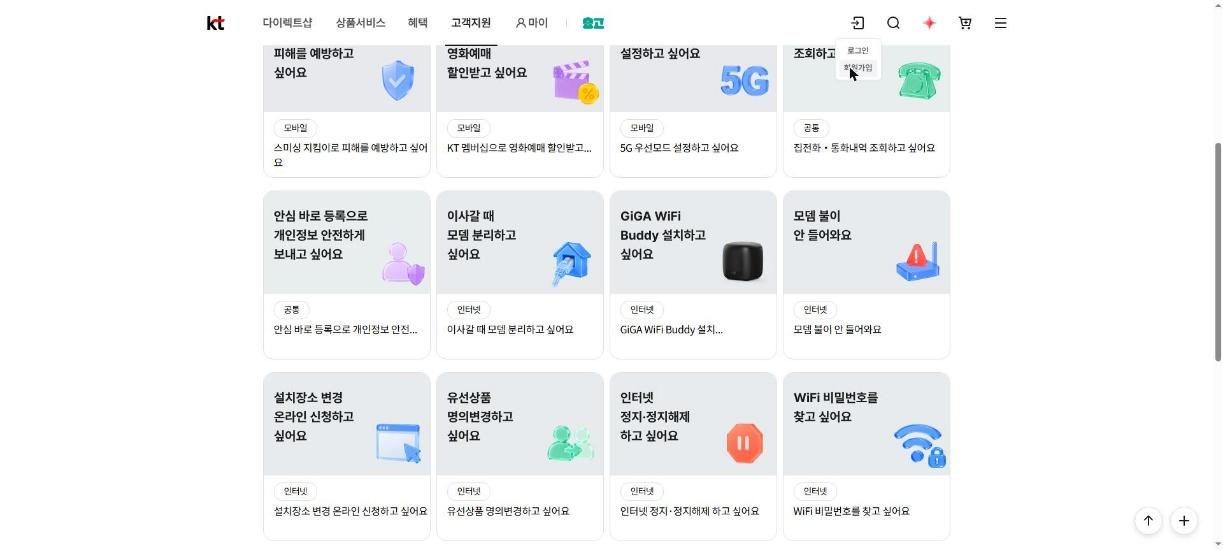 kt 다이렉트샵 상품서비스 혜택 고객지원 마이
로그인
회원가입
피해를 예방하고
싶어요
모바일
스미싱 지킴이로 피해를 예방하고 싶어
요
영화예매
할인받고 싶어요
%
모바일
KT 멤버십으로 영화예매 할인받고...
설정하고 싶어요
5G
모바일
5G 우선모드 설정하고 싶어요
조회하고
공통
집전화・통화내역 조회하고 싶어요
안심 바로 등록으로
개인정보 안전하게
보내고 싶어요
공통
안심 바로 등록으로 개인정보 안전...
이사갈 때
모뎀 분리하고
싶어요
인터넷
이사갈 때 모뎀 분리하고 싶어요
GiGA WiFi
Buddy 설치하고
싶어요
인터넷
GiGA WiFi Buddy 설치...
모뎀 불이
안 들어와요
인터넷
모뎀 불이 안 들어와요
설치장소 변경
온라인 신청하고
싶어요
인터넷
설치장소 변경 온라인 신청하고 싶어요
유선상품
명의변경하고
싶어요
인터넷
유선상품 명의변경하고 싶어요
인터넷
정지·정지해제
하고 싶어요
인터넷
인터넷 정지·정지해제 하고 싶어요
WiFi 비밀번호를
찾고 싶어요
인터넷
WiFi 비밀번호를 찾고 싶어요